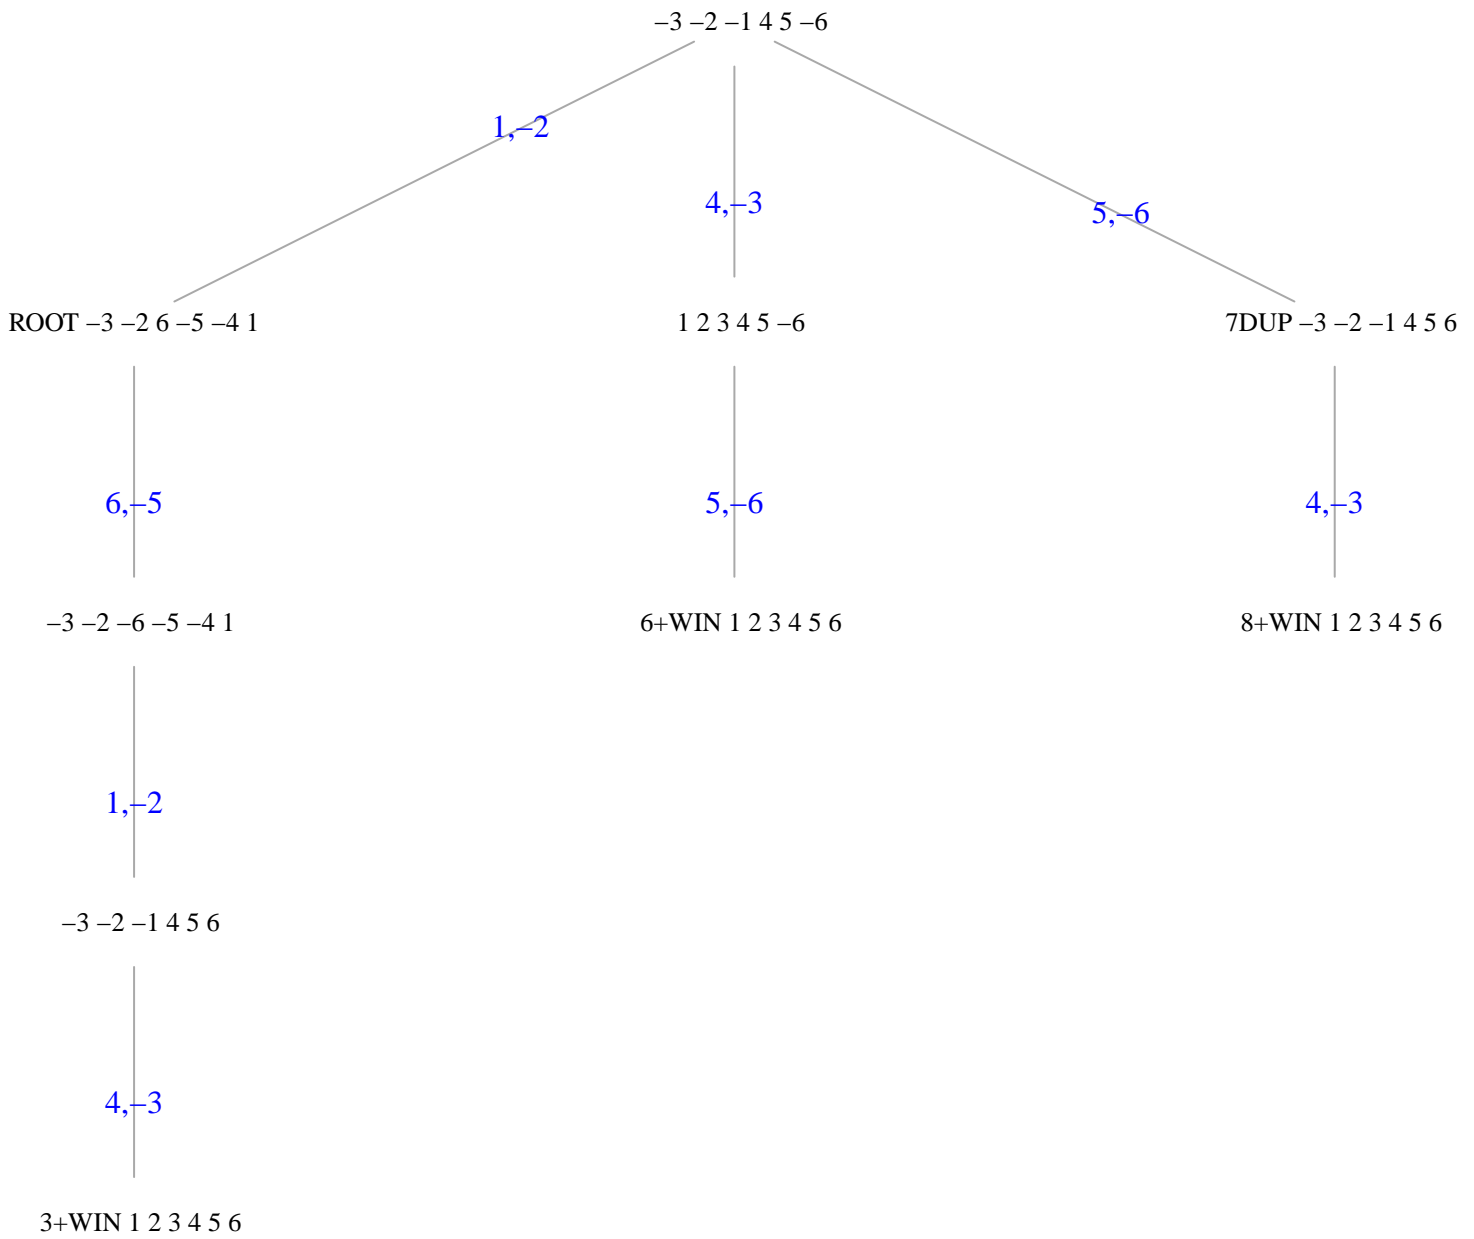 –3 –2 –1 4 5 –6
1,–2
4,–3
5,–6
ROOT –3 –2 6 –5 –4 1
1 2 3 4 5 –6
7DUP –3 –2 –1 4 5 6
6,–5
5,–6
4,–3
–3 –2 –6 –5 –4 1
6+WIN 1 2 3 4 5 6
8+WIN 1 2 3 4 5 6
1,–2
–3 –2 –1 4 5 6
4,–3
3+WIN 1 2 3 4 5 6